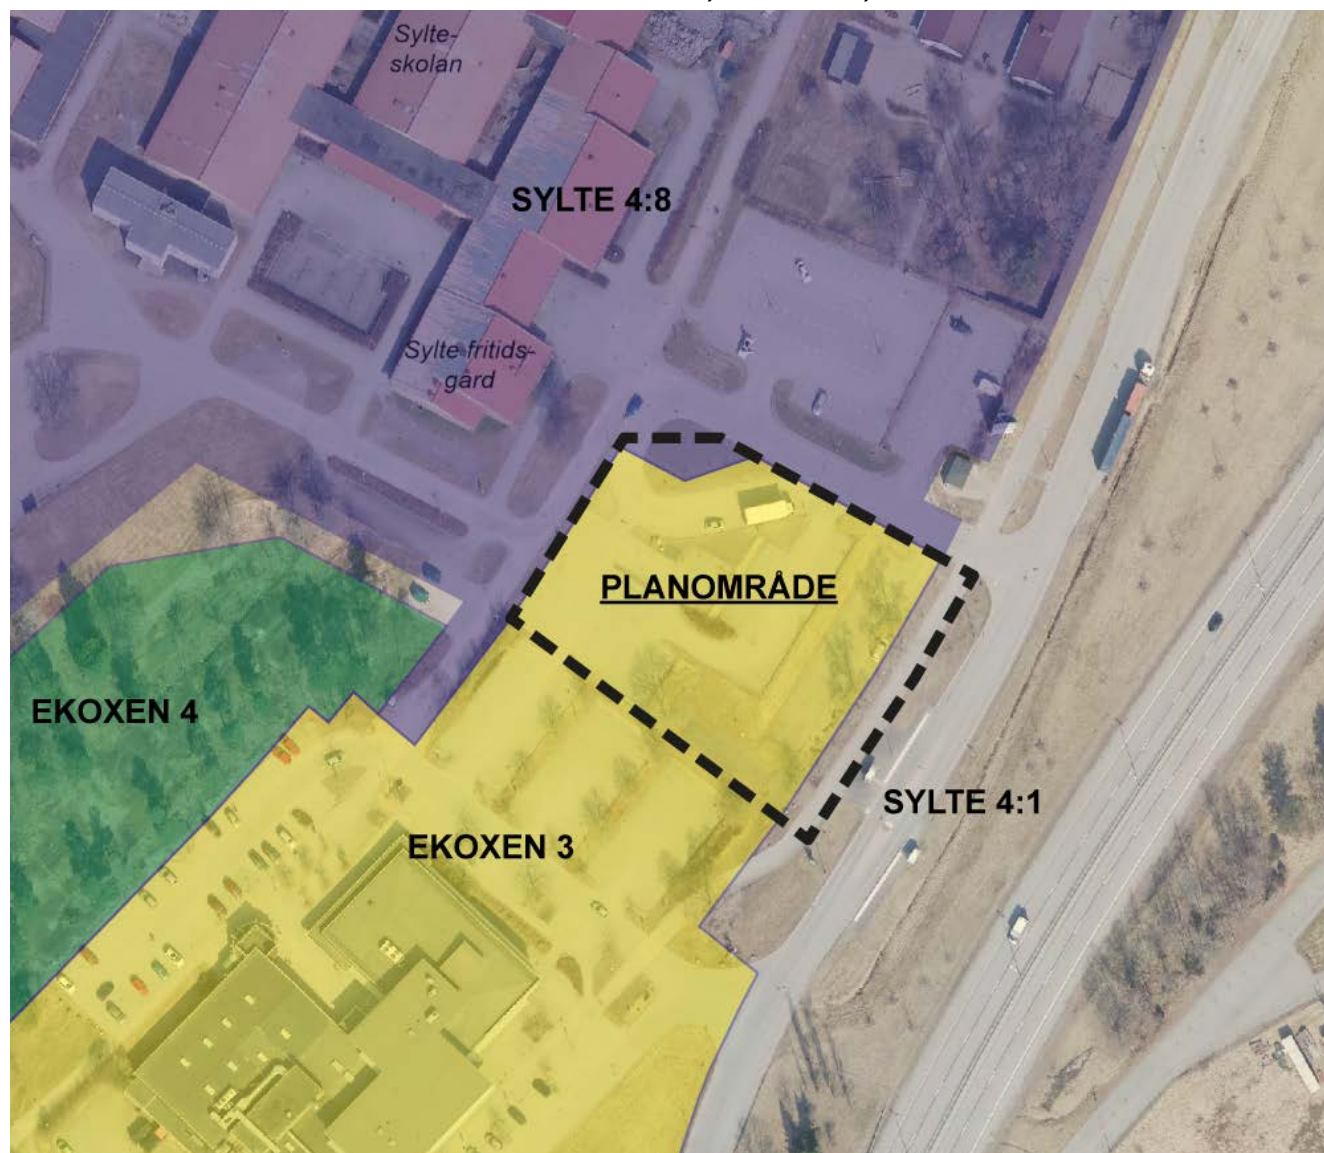 Sylte-
skolan
SYLTE 4:8
Sylte fritids-
gård
PLANOMRÅDE
EKOXEN 4
SYLTE 4:1
EKOXEN 3